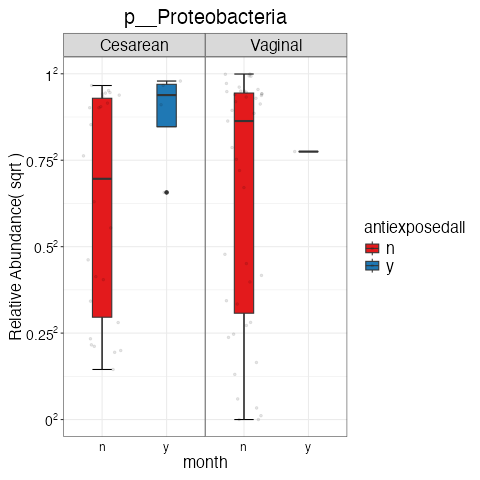 p__Proteobacteria
Cesarean Vaginal
1²
0.75²
0.5²
0.25²
0²
Relative Abundance( sqrt )
n y n y
month
antiexposedall
n
y